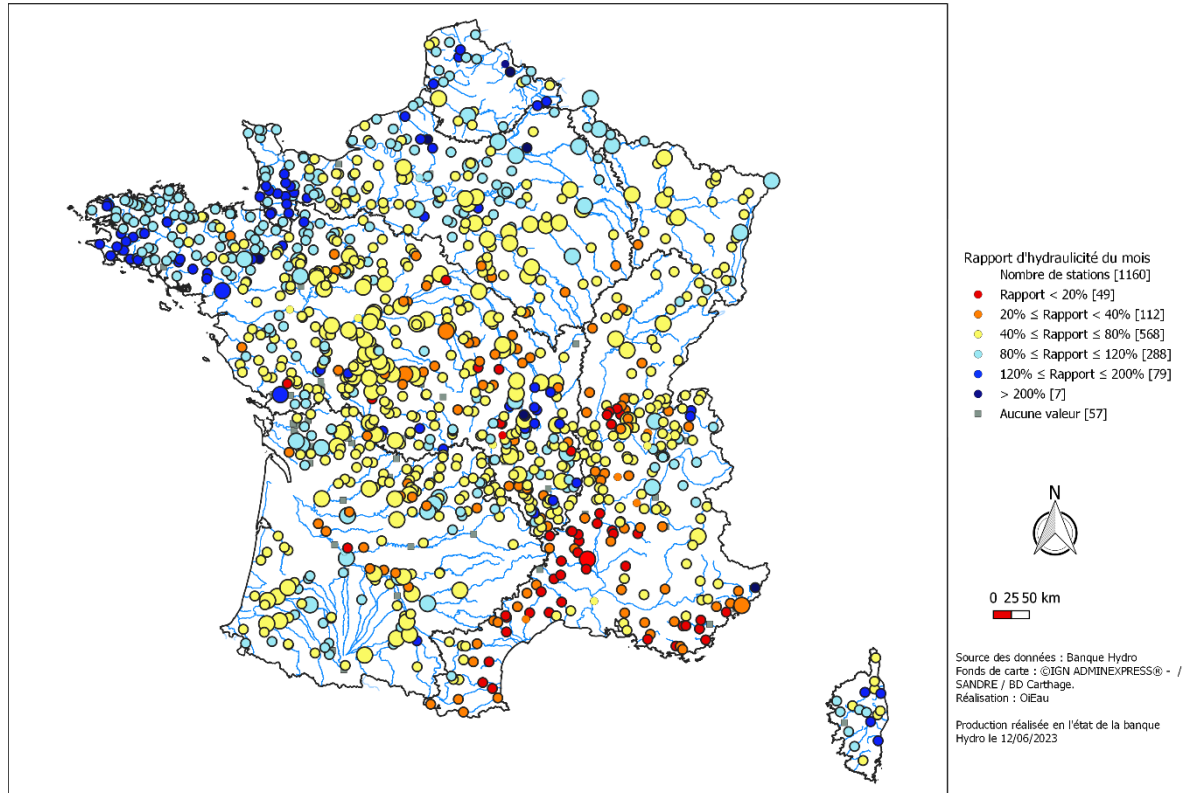 Rapport d'hydraulicité du mois
Nombre de stations [1160]
Rapport < 20% [49]
20% ≤ Rapport < 40% [112]
40% ≤ Rapport ≤ 80% [568]
80% ≤ Rapport ≤ 120% [288]
120% ≤ Rapport ≤ 200% [79]
> 200% [7]
Aucune valeur [57]
N
0 25 50 km
Source des données : Banque Hydro
Fonds de carte : ©IGN ADMINEXPRESS® - /
SANDRE / BD Carthage.
Réalisation : OiEau
Production réalisée en l'état de la banque
Hydro le 12/06/2023